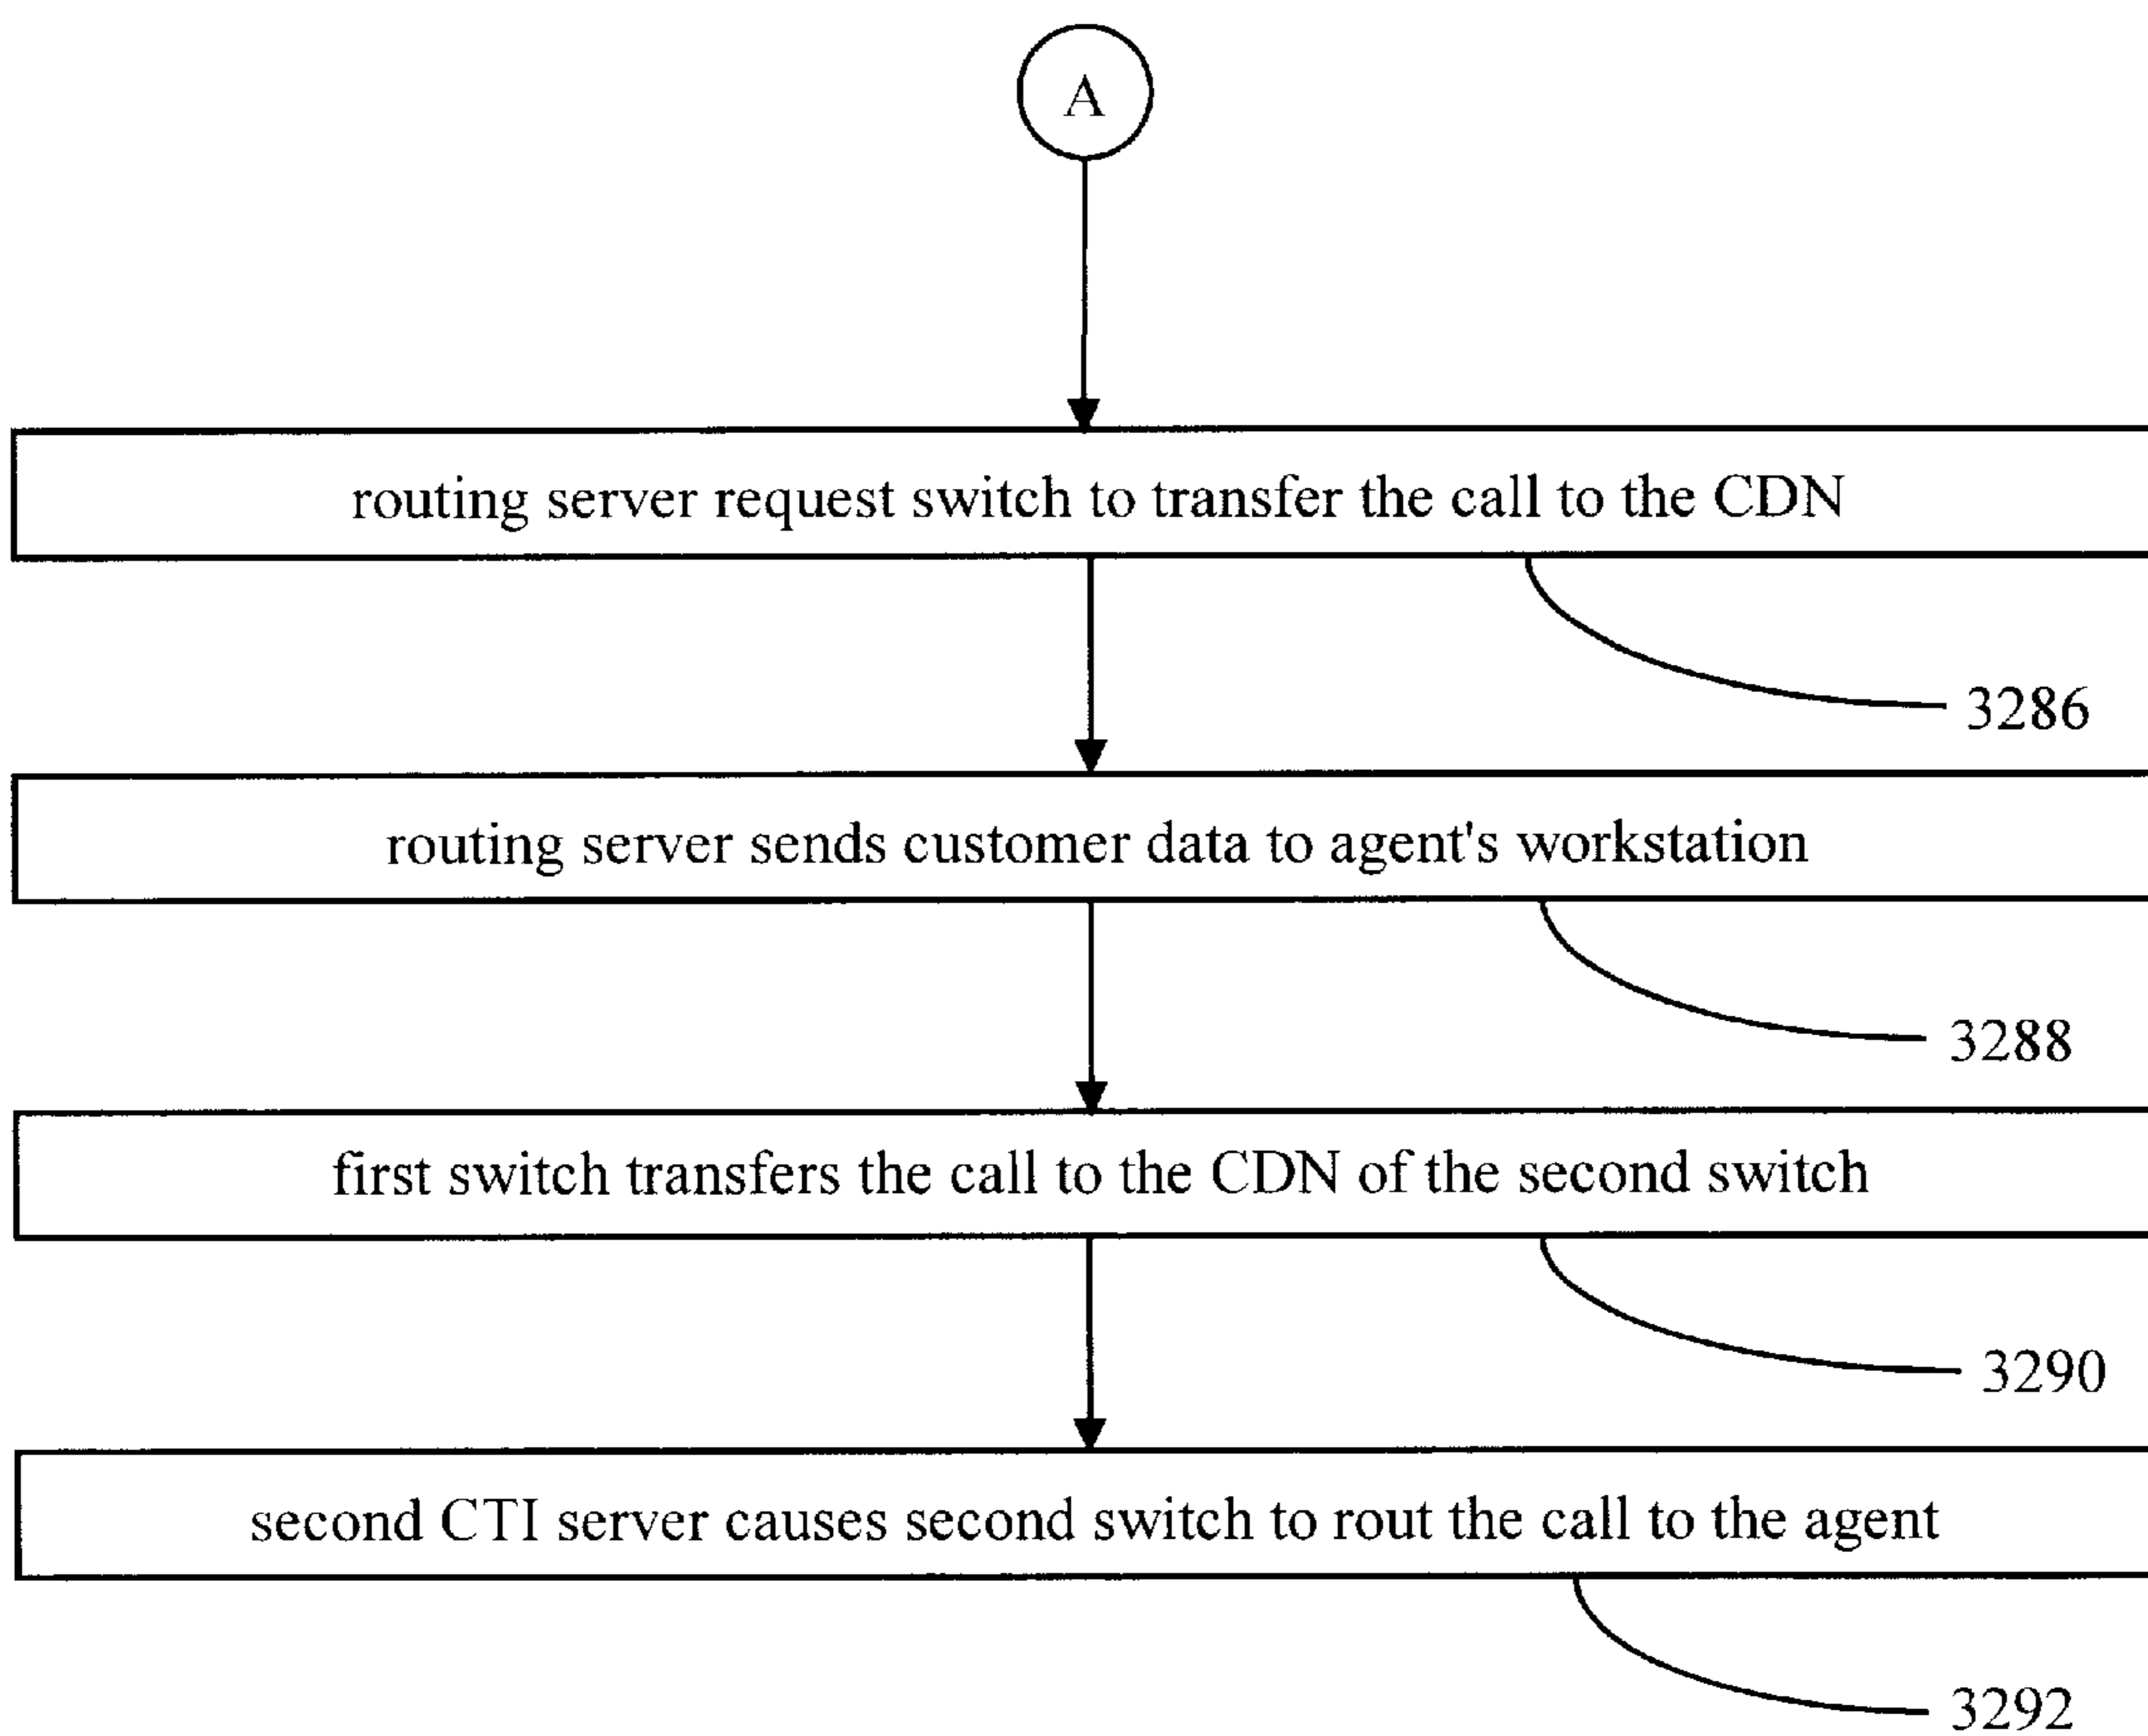 A
routing server request switch to transfer the call to the CDN
3286
routing server sends customer data to agent's workstation
3288
first switch transfers the call to the CDN of the second switch
3290
second CTI server causes second switch to rout the call to the agent
3292